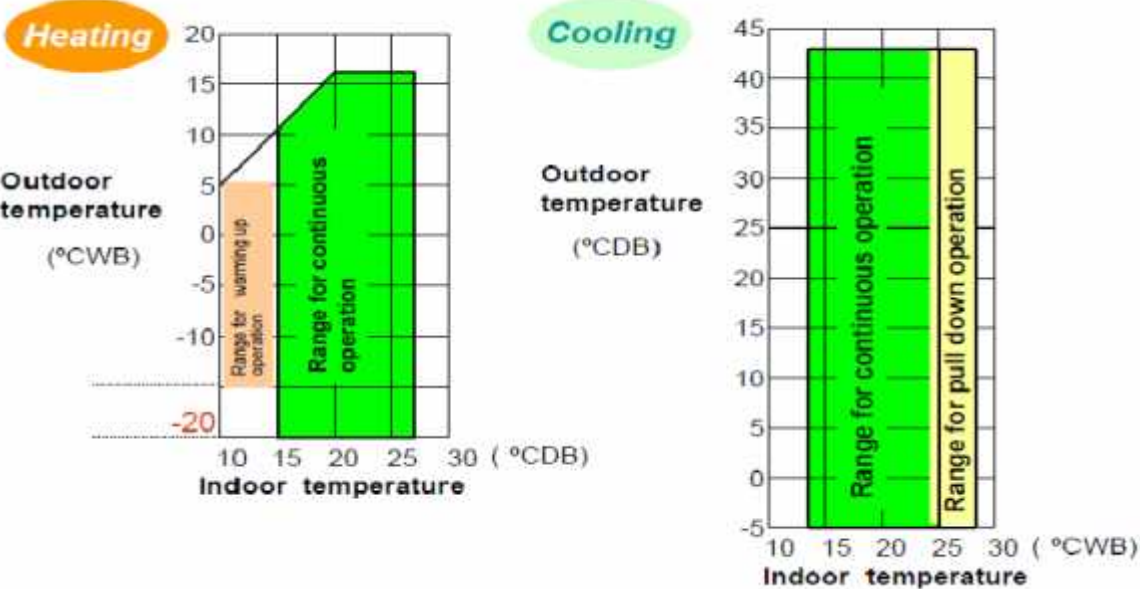 Heating
20
15
10
5
0
-5
-10
-20
Outdoor
temperature
(ºCWB)
Range for warming up
operation
Range for continuous
operation
10 15 20 25 30 ( ºCDB)
Indoor temperature
Cooling
45
40
35
30
25
20
15
10
5
0
-5
Outdoor
temperature
(ºCDB)
Range for continuous operation
Range for pull down operation
10 15 20 25 30 ( ºCWB)
Indoor temperature